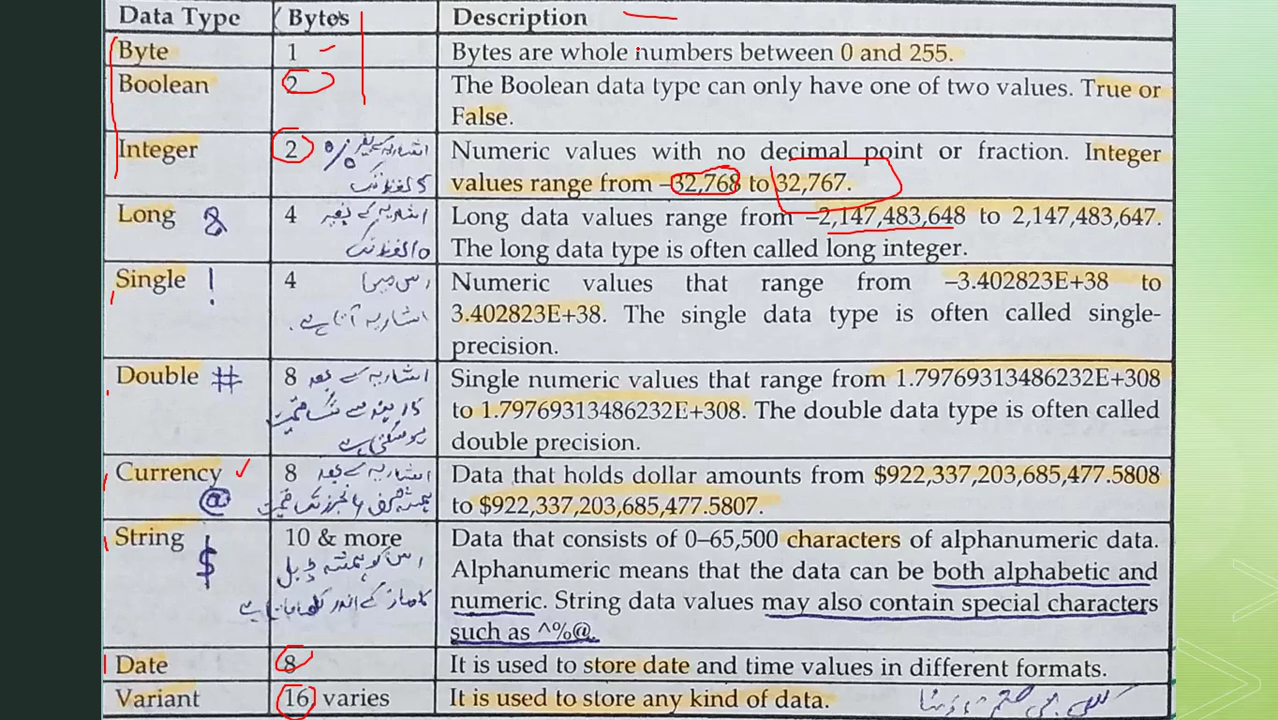 Data Type Bytes Description
Byte 1 Bytes are whole numbers between 0 and 255.
Boolean 2 The Boolean data type can only have one of two values. True or
False.
Integer 2 % Numeric values with no decimal point or fraction. Integer
values range from –32,768 to 32,767.
Long & 4 Long data values range from –2,147,483,648 to 2,147,483,647.
The long data type is often called long integer.
Single ! 4 Numeric values that range from –3.402823E+38 to
3.402823E+38. The single data type is often called single-
precision.
Double # 8 Single numeric values that range from 1.79769313486232E+308
to 1.79769313486232E+308. The double data type is often called
double precision.
Currency 8 Data that holds dollar amounts from $922,337,203,685,477.5808
@ to $922,337,203,685,477.5807.
String $ 10 & more Data that consists of 0–65,500 characters of alphanumeric data.
Alphanumeric means that the data can be both alphabetic and
numeric. String data values may also contain special characters
such as ^%@.
Date 8 It is used to store date and time values in different formats.
Variant 16, varies It is used to store any kind of data.